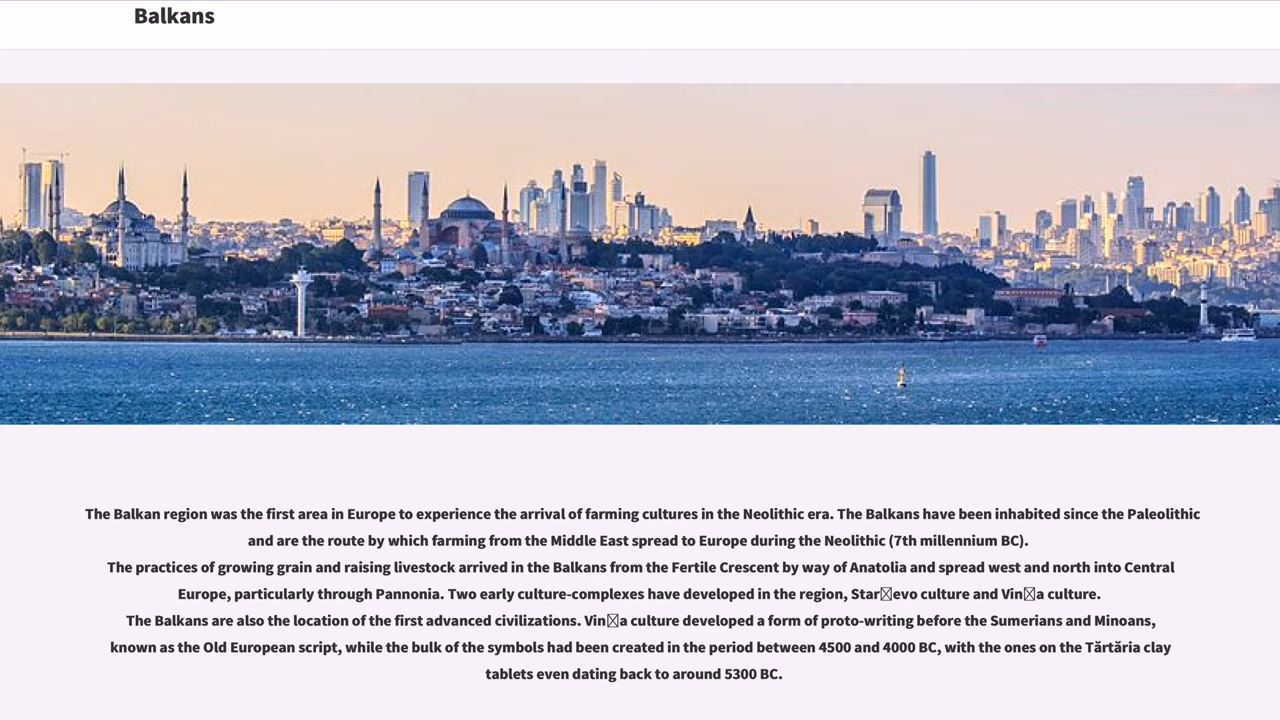 Balkans
The Balkan region was the first area in Europe to experience the arrival of farming cultures in the Neolithic era. The Balkans have been inhabited since the Paleolithic
and are the route by which farming from the Middle East spread to Europe during the Neolithic (7th millennium BC).
The practices of growing grain and raising livestock arrived in the Balkans from the Fertile Crescent by way of Anatolia and spread west and north into Central
Europe, particularly through Pannonia. Two early culture-complexes have developed in the region, Star☒evo culture and Vin☒a culture.
The Balkans are also the location of the first advanced civilizations. Vin☒a culture developed a form of proto-writing before the Sumerians and Minoans,
known as the Old European script, while the bulk of the symbols had been created in the period between 4500 and 4000 BC, with the ones on the Tărtăria clay
tablets even dating back to around 5300 BC.